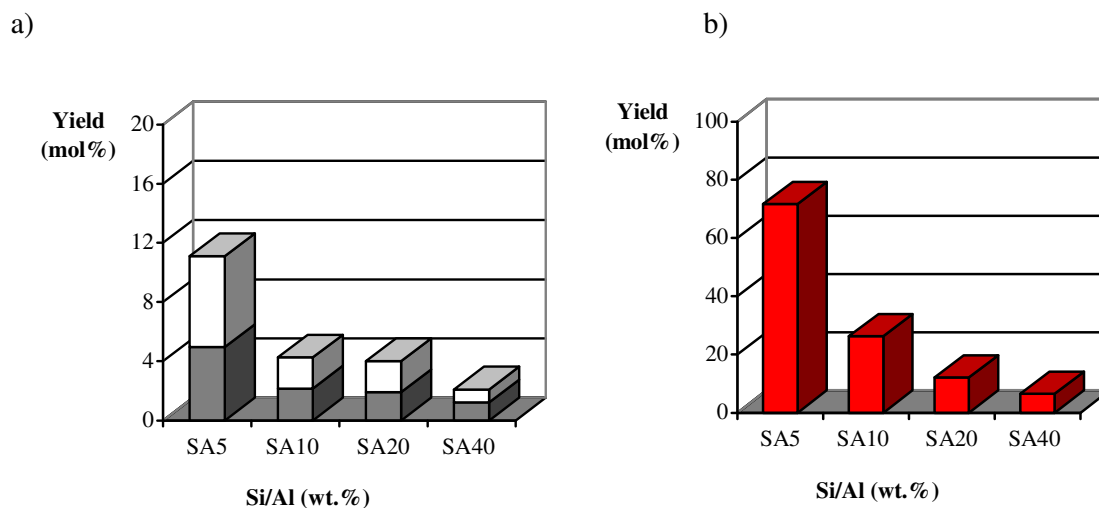 a)
Yield
(mol%)
20
16
12
8
4
0
SA5 SA10 SA20 SA40
Si/Al (wt.%)
b)
Yield
(mol%)
100
80
60
40
20
0
SA5 SA10 SA20 SA40
Si/Al (wt.%)